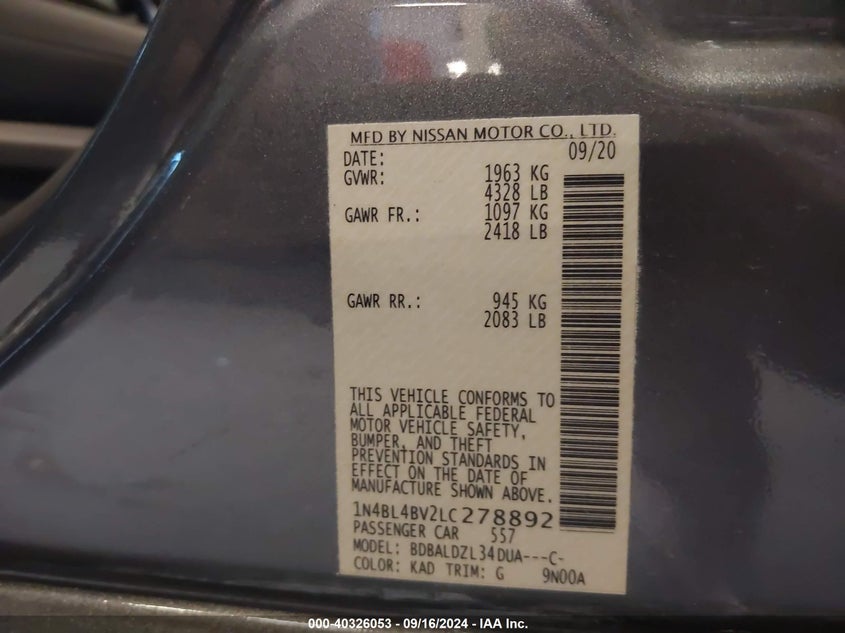 MFD BY NISSAN MOTOR CO., LTD.
DATE: 09/20
GVWR: 1963 KG
4328 LB
GAWR FR.: 1097 KG
2418 LB
GAWR RR.: 945 KG
2083 LB
THIS VEHICLE CONFORMS TO
ALL APPLICABLE FEDERAL
MOTOR VEHICLE SAFETY,
BUMPER, AND THEFT
PREVENTION STANDARDS IN
EFFECT ON THE DATE OF
MANUFACTURE SHOWN ABOVE.
1N4BL4BV2LC278892
PASSENGER CAR 557
MODEL: BDBALDZL34DUA---C-
COLOR: KAD TRIM: G 9N00A
000-40326053 - 09/16/2024 - IAA Inc.